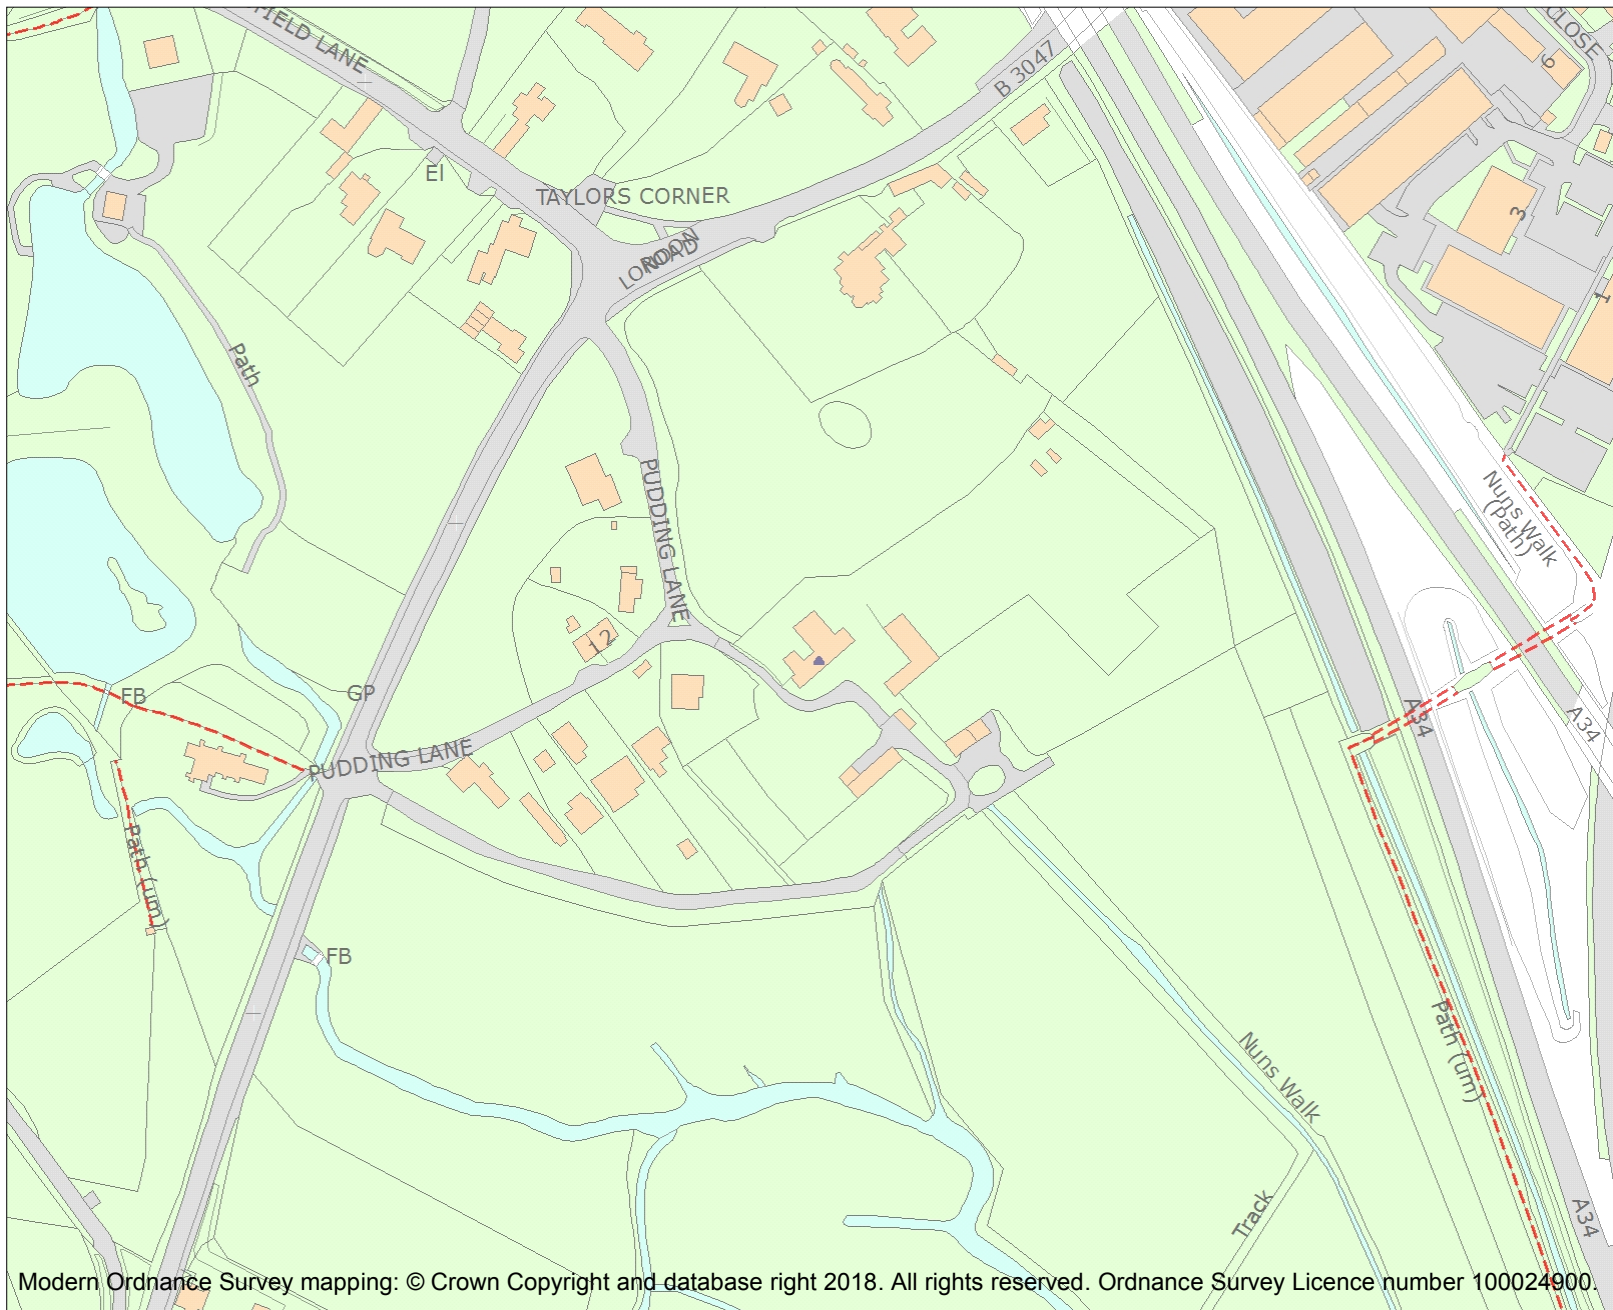 FIELD LANE
B 3047
CLOSE
6
El
TAYLORS CORNER
LONDON
ROAD
3
1
Path
PUDDING LANE
Nuns Walk
(Path)
1 2
FB
GP
A34
A34
PUDDING LANE
Path (um)
FB
Path (um)
Nuns Walk
Track
A34
Modern Ordnance Survey mapping: © Crown Copyright and database right 2018. All rights reserved. Ordnance Survey Licence number 100024900.